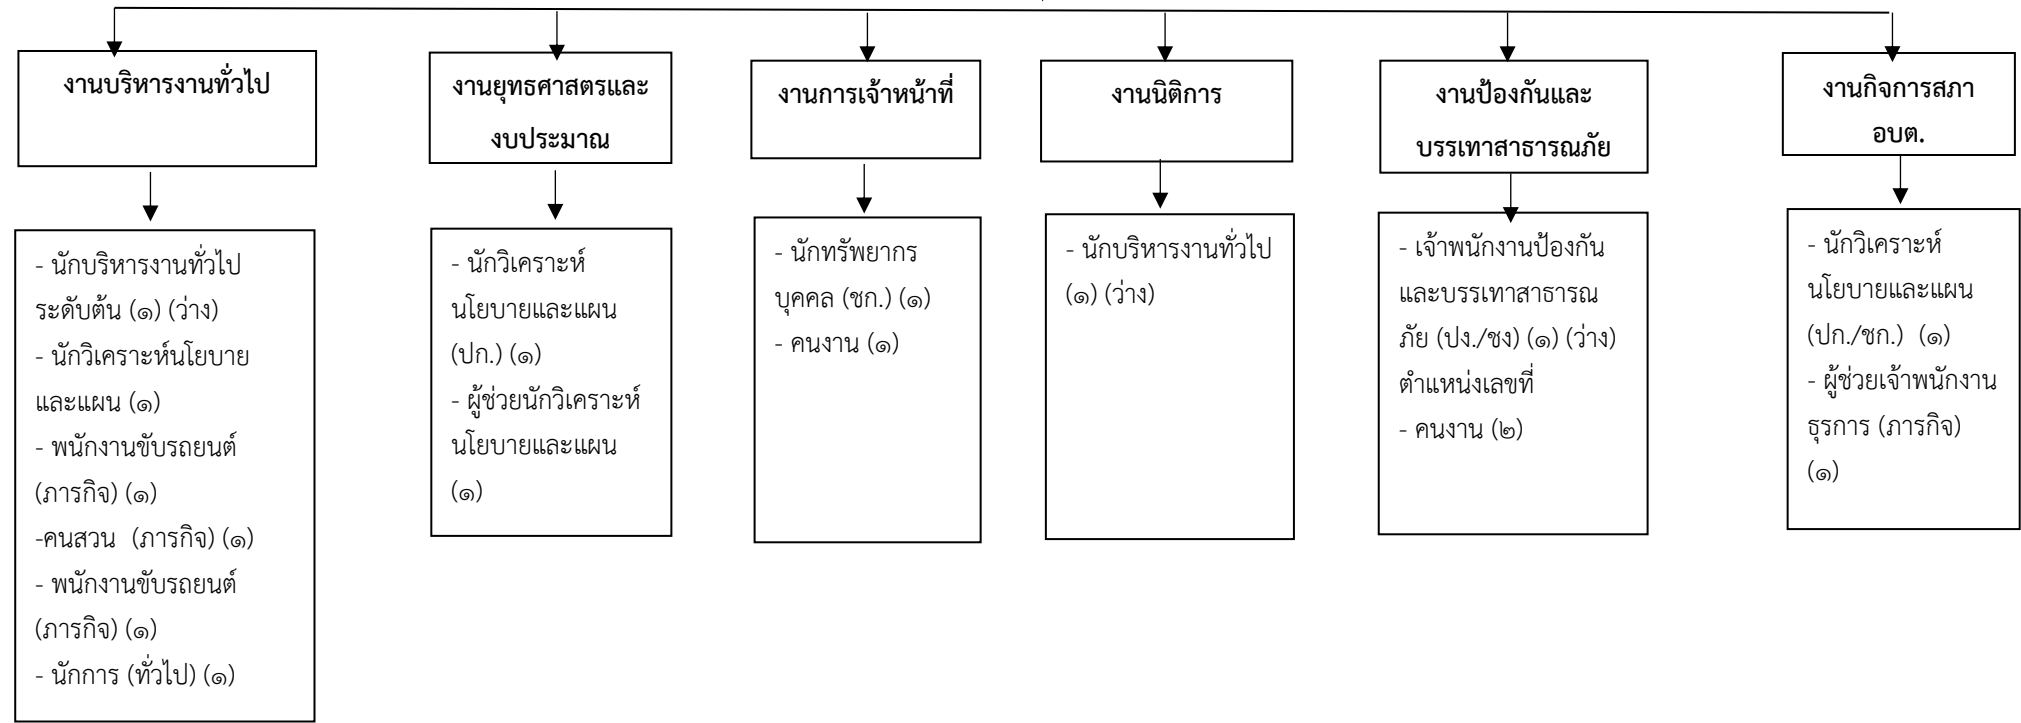 งานบริหารงานทั่วไป
งานยุทธศาสตรและ
งบประมาณ
งานการเจ้าหน้าที่
งานนิติการ
งานป้องกันและ
บรรเทาสาธารณภัย
งานกิจการสภา
อบต.
- นักบริหารงานทั่วไป
ระดับต้น (๑) (ว่าง)
- นักวิเคราะห์นโยบาย
และแผน (๑)
- พนักงานขับรถยนต์
(ภารกิจ) (๑)
-คนสวน (ภารกิจ) (๑)
- พนักงานขับรถยนต์
(ภารกิจ) (๑)
- นักการ (ทั่วไป) (๑)
- นักวิเคราะห์
นโยบายและแผน
(ปก.) (๑)
- ผู้ช่วยนักวิเคราะห์
นโยบายและแผน
(๑)
- นักทรัพยากร
บุคคล (ชก.) (๑)
- คนงาน (๑)
- นักบริหารงานทั่วไป
(๑) (ว่าง)
- เจ้าพนักงานป้องกัน
และบรรเทาสาธารณ
ภัย (ปง./ชง) (๑) (ว่าง)
ตำแหน่งเลขที่
- คนงาน (๒)
- นักวิเคราะห์
นโยบายและแผน
(ปก./ชก.) (๑)
- ผู้ช่วยเจ้าพนักงาน
ธุรการ (ภารกิจ)
(๑)